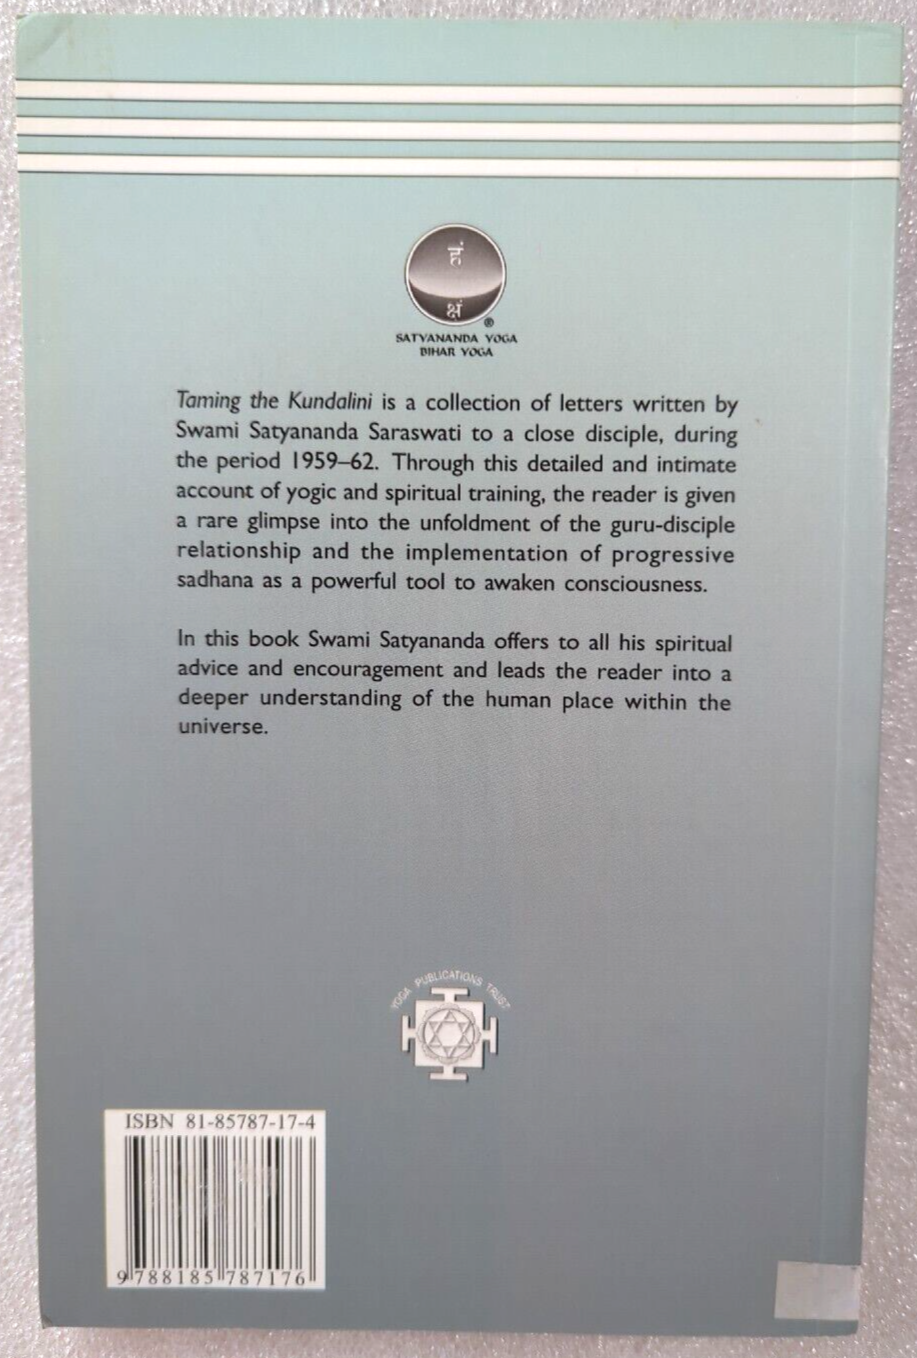 हं
क्षं
®
SATYANANDA YOGA
BIHAR YOGA
Taming the Kundalini is a collection of letters written by
Swami Satyananda Saraswati to a close disciple, during
the period 1959–62. Through this detailed and intimate
account of yogic and spiritual training, the reader is given
a rare glimpse into the unfoldment of the guru-disciple
relationship and the implementation of progressive
sadhana as a powerful tool to awaken consciousness.
In this book Swami Satyananda offers to all his spiritual
advice and encouragement and leads the reader into a
deeper understanding of the human place within the
universe.
YOGA PUBLICATIONS TRUST
ISBN 81-85787-17-4
9 788185 787176